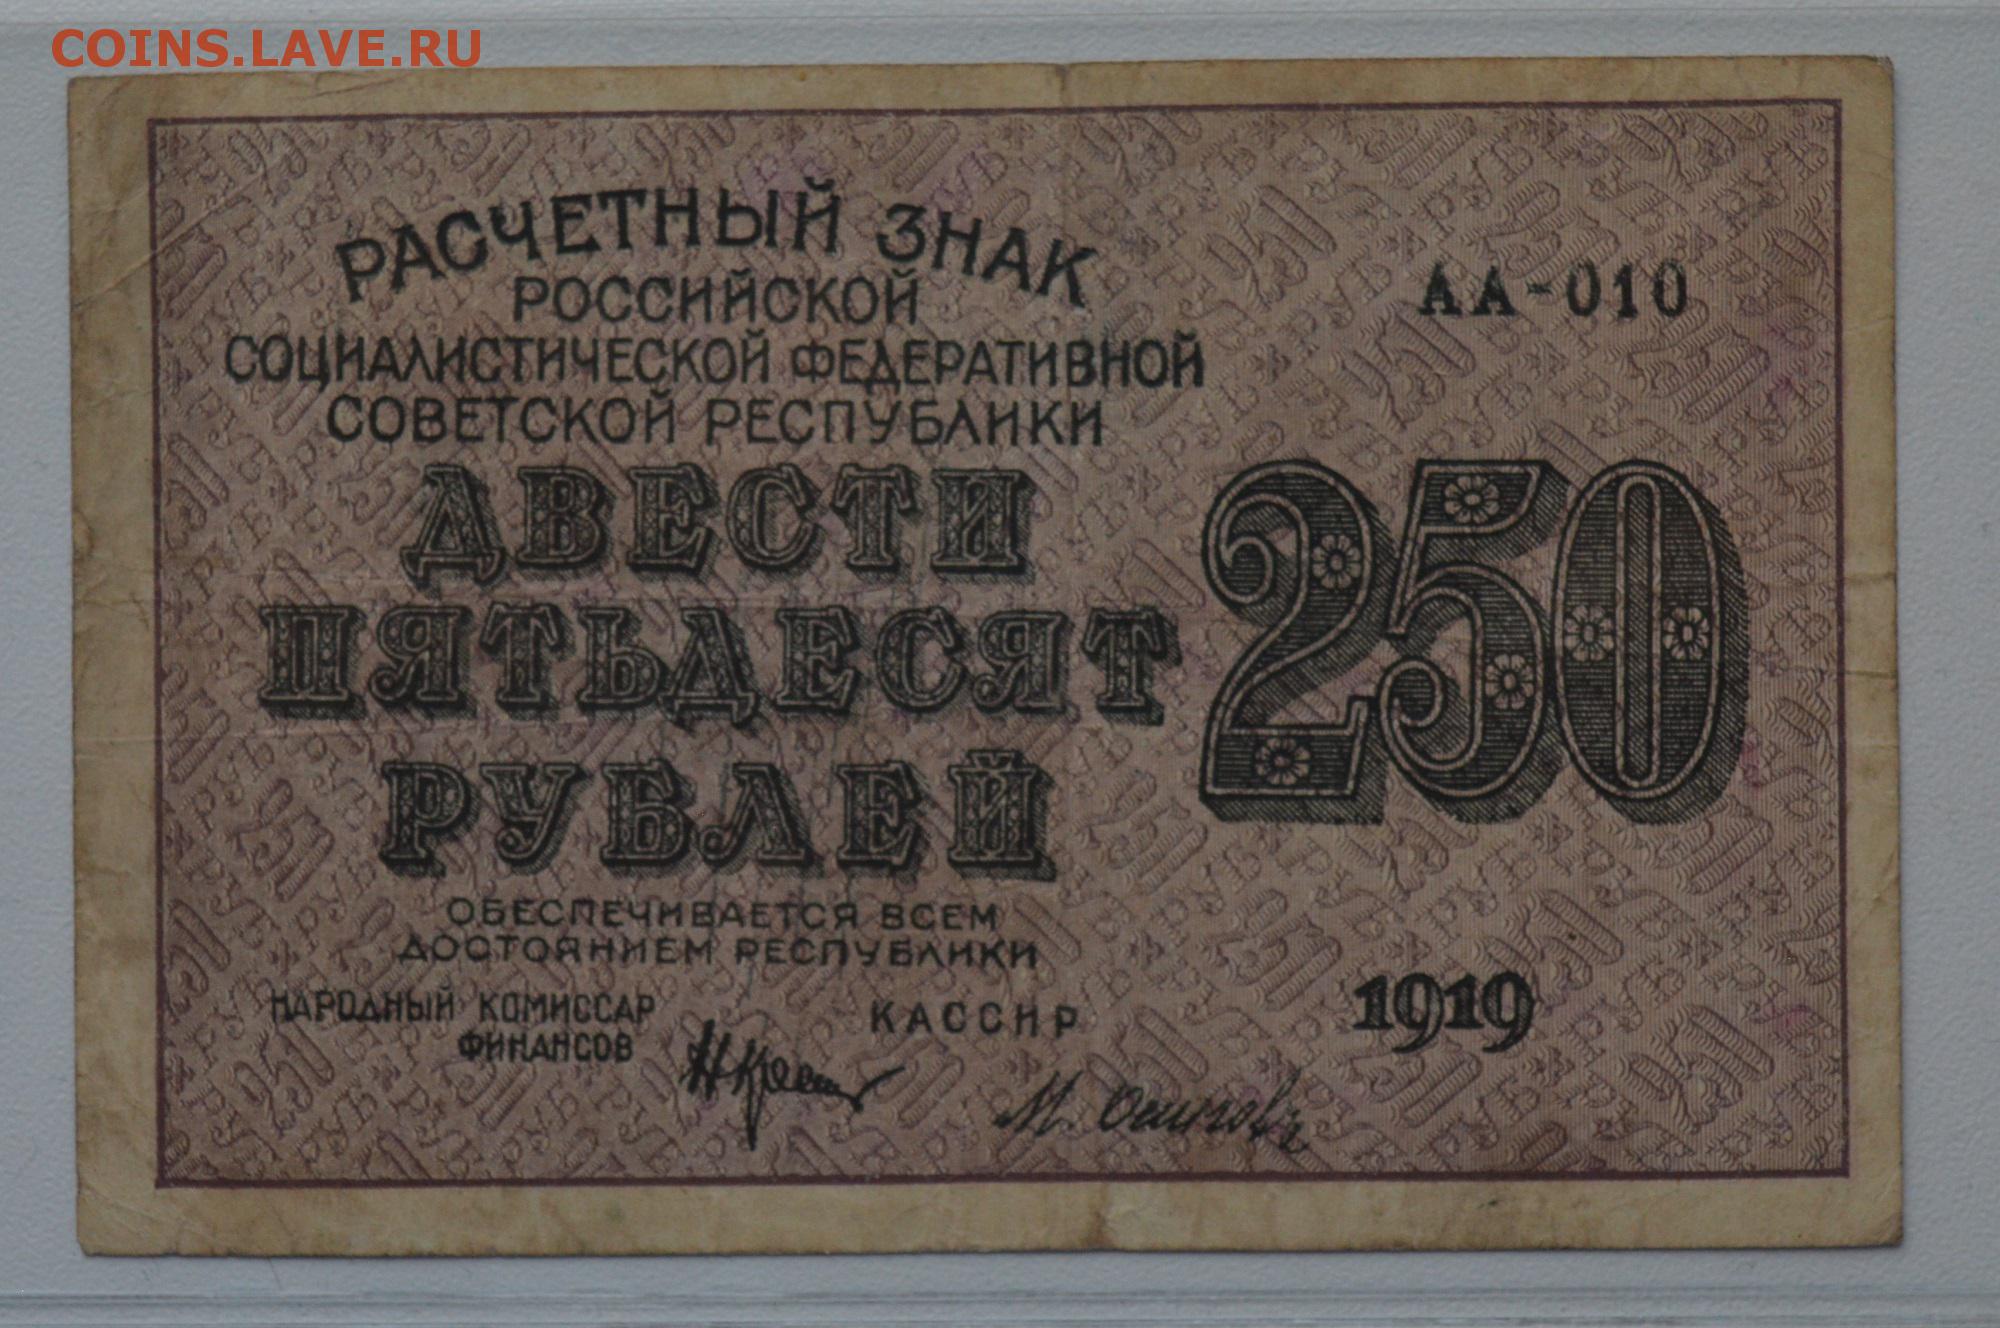 COINS.LAVE.RU
РАСЧЕТНЫЙ ЗНАК
РОССИЙСКОЙ
СОЦИАЛИСТИЧЕСКОЙ ФЕДЕРАТИВНОЙ
СОВЕТСКОЙ РЕСПУБЛИКИ
АА-010
ДВЕСТИ
ПЯТЬДЕСЯТ
РУБЛЕЙ
250
ОБЕСПЕЧИВАЕТСЯ ВСЕМ
ДОСТОЯНИЕМ РЕСПУБЛИКИ
НАРОДНЫЙ КОМИССАР
ФИНАНСОВ
КАССИР
1919
М. Осипов